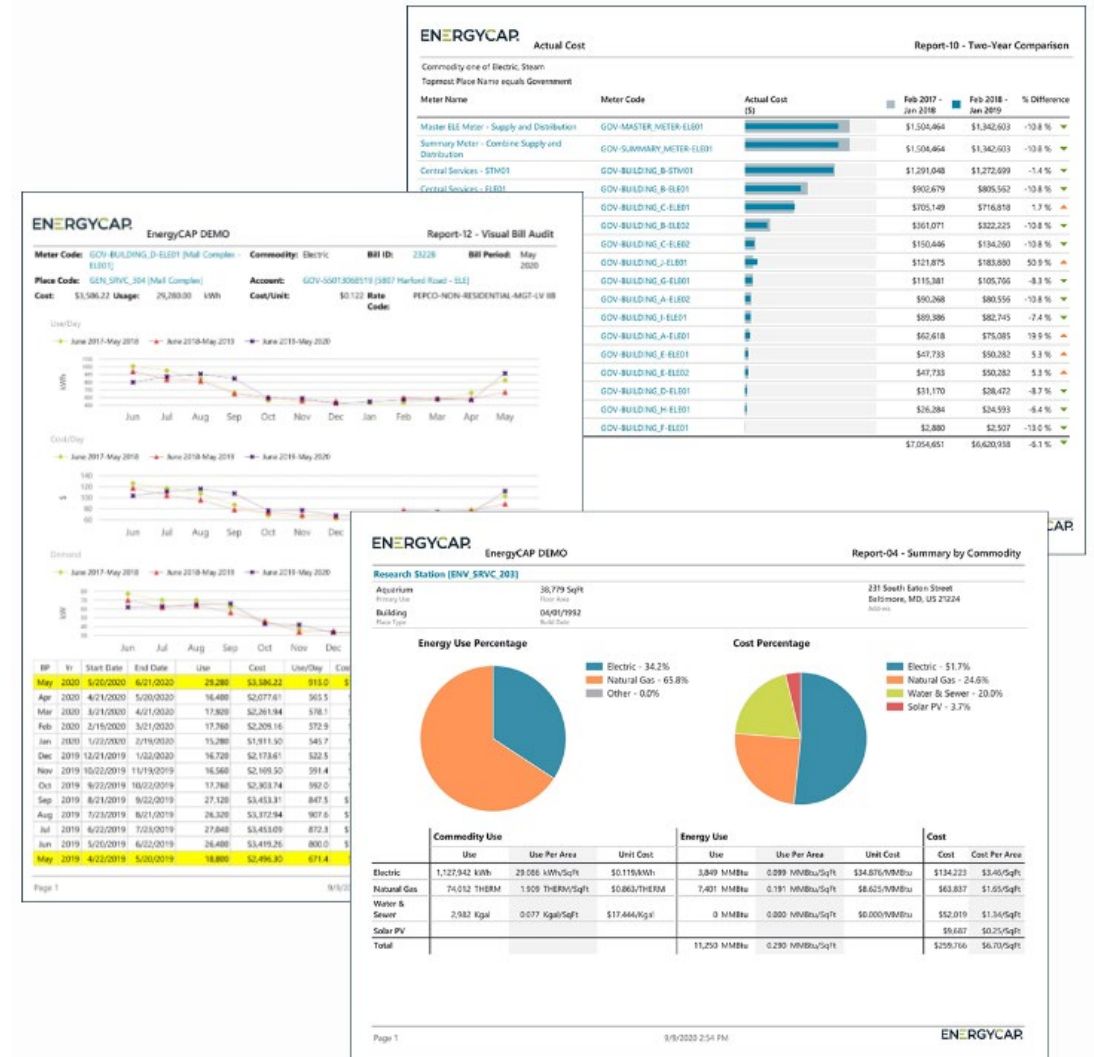 ENERGYCAP
Actual Cost
Report-10 - Two-Year Comparison
Commodity one of Electric, Steam
Topmost Place Name equals Government
Meter Name Meter Code Actual Cost ($) Feb 2017 - Jan 2018 Feb 2018 - Jan 2019 % Difference
Master ELE Meter - Supply and Distribution GOV-MASTER_METER-ELE01 $1,504,464 $1,342,603 -10.8 %
Summary Meter - Combine Supply and Distribution GOV-SUMMARY_METER-ELE01 $1,504,464 $1,342,603 -10.8 %
Central Services - STM01 GOV-BUILDING_B-STM01 $1,291,048 $1,272,699 -1.4 %
Central Services - ELE01 GOV-BUILDING_B-ELE01 $902,679 $805,562 -10.8 %
GOV-BUILDING_C-ELE01 $705,149 $716,818 1.7 %
GOV-BUILDING_B-ELE02 $361,071 $322,225 -10.8 %
GOV-BUILDING_C-ELE02 $150,446 $134,260 -10.8 %
GOV-BUILDING_J-ELE01 $121,875 $183,880 50.9 %
GOV-BUILDING_G-ELE01 $115,381 $105,766 -8.3 %
GOV-BUILDING_A-ELE02 $90,268 $80,556 -10.8 %
GOV-BUILDING_I-ELE01 $89,386 $82,745 -7.4 %
GOV-BUILDING_A-ELE01 $62,618 $75,085 19.9 %
GOV-BUILDING_E-ELE01 $47,733 $50,282 5.3 %
GOV-BUILDING_E-ELE02 $47,733 $50,282 5.3 %
GOV-BUILDING_D-ELE01 $31,170 $28,472 -8.7 %
GOV-BUILDING_H-ELE01 $26,284 $24,593 -6.4 %
GOV-BUILDING_F-ELE01 $2,880 $2,507 -13.0 %
$7,054,651 $6,620,938 -6.1 %
CAP
ENERGYCAP
EnergyCAP DEMO
Report-12 - Visual Bill Audit
Meter Code: GOV-BUILDING_D-ELE01 [Mall Complex - ELE01] Commodity: Electric Bill ID: 23228 Bill Period: May 2020
Place Code: GEN_SRVC_304 [Mall Complex] Account: GOV-55013068519 [5807 Harford Road - ELE]
Cost: $3,586.22 Usage: 29,280.00 kWh Cost/Unit: $0.122 Rate Code: PEPCO-NON-RESIDENTIAL-MGT-LV IIB
Use/Day
June 2017-May 2018 June 2018-May 2019 June 2019-May 2020
kWh
Jun Jul Aug Sep Oct Nov Dec Jan Feb Mar Apr May
Cost/Day
June 2017-May 2018 June 2018-May 2019 June 2019-May 2020
140
120
100
80
60
$
Jun Jul Aug Sep Oct Nov Dec
Demand
June 2017-May 2018 June 2018-May 2019 June 2019-May 2020
kW
Jun Jul Aug Sep Oct Nov Dec
BP Yr Start Date End Date Use Cost Use/Day
May 2020 5/20/2020 6/21/2020 29,280 $3,586.22 915.0
Apr 2020 4/21/2020 5/20/2020 16,400 $2,077.61 565.5
Mar 2020 3/21/2020 4/21/2020 17,920 $2,261.94 578.1
Feb 2020 2/19/2020 3/21/2020 17,760 $2,209.16 572.9
Jan 2020 1/22/2020 2/19/2020 15,280 $1,911.50 545.7
Dec 2019 12/21/2019 1/22/2020 16,720 $2,173.61 522.5
Nov 2019 10/22/2019 11/19/2019 16,560 $2,169.50 591.4
Oct 2019 9/22/2019 10/22/2019 17,760 $2,303.74 592.0
Sep 2019 8/21/2019 9/22/2019 27,120 $3,453.31 847.5
Aug 2019 7/23/2019 8/21/2019 26,320 $3,372.94 907.6
Jul 2019 6/22/2019 7/23/2019 27,040 $3,453.09 872.3
Jun 2019 5/20/2019 6/22/2019 26,400 $3,419.26 800.0
May 2019 4/22/2019 5/20/2019 18,800 $2,496.30 671.4
Page 1
ENERGYCAP
EnergyCAP DEMO
Report-04 - Summary by Commodity
Research Station [ENV_SRVC_203]
Aquarium 38,779 SqFt 231 South Eaton Street
Primary Use Floor Area Baltimore, MD, US 21224
Building 04/01/1992 Address
Place Type Build Date
Energy Use Percentage
Electric - 34.2%
Natural Gas - 65.8%
Other - 0.0%
Cost Percentage
Electric - 51.7%
Natural Gas - 24.6%
Water & Sewer - 20.0%
Solar PV - 3.7%
Commodity Use Energy Use Cost
Use Use Per Area Unit Cost Use Use Per Area Unit Cost Cost Cost Per Area
Electric 1,127,942 kWh 29.086 kWh/SqFt $0.119/kWh 3,849 MMBtu 0.099 MMBtu/SqFt $34.876/MMBtu $134,223 $3.46/SqFt
Natural Gas 74,012 THERM 1.909 THERM/SqFt $0.863/THERM 7,401 MMBtu 0.191 MMBtu/SqFt $8.625/MMBtu $63,837 $1.65/SqFt
Water & Sewer 2,982 Kgal 0.077 Kgal/SqFt $17.444/Kgal 0 MMBtu 0.000 MMBtu/SqFt $0.000/MMBtu $52,019 $1.34/SqFt
Solar PV $9,687 $0.25/SqFt
Total 11,250 MMBtu 0.290 MMBtu/SqFt $259,766 $6.70/SqFt
Page 1
9/9/2020 2:54 PM
ENERGYCAP